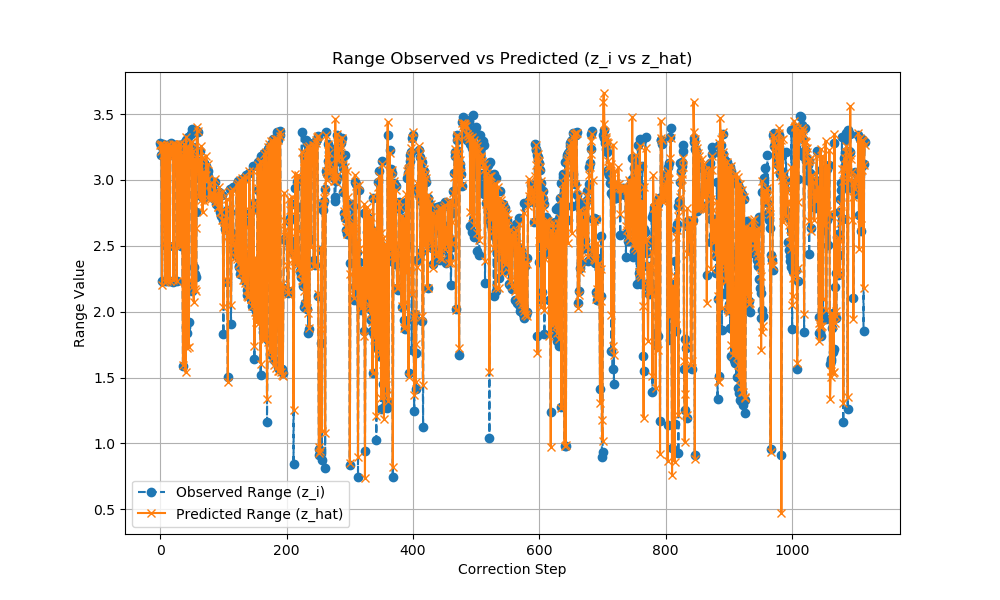 Range Observed vs Predicted (z_i vs z_hat)
3.5
3.0
2.5
2.0
1.5
1.0
0.5
Range Value
Observed Range (z_i)
Predicted Range (z_hat)
0 200 400 600 800 1000
Correction Step